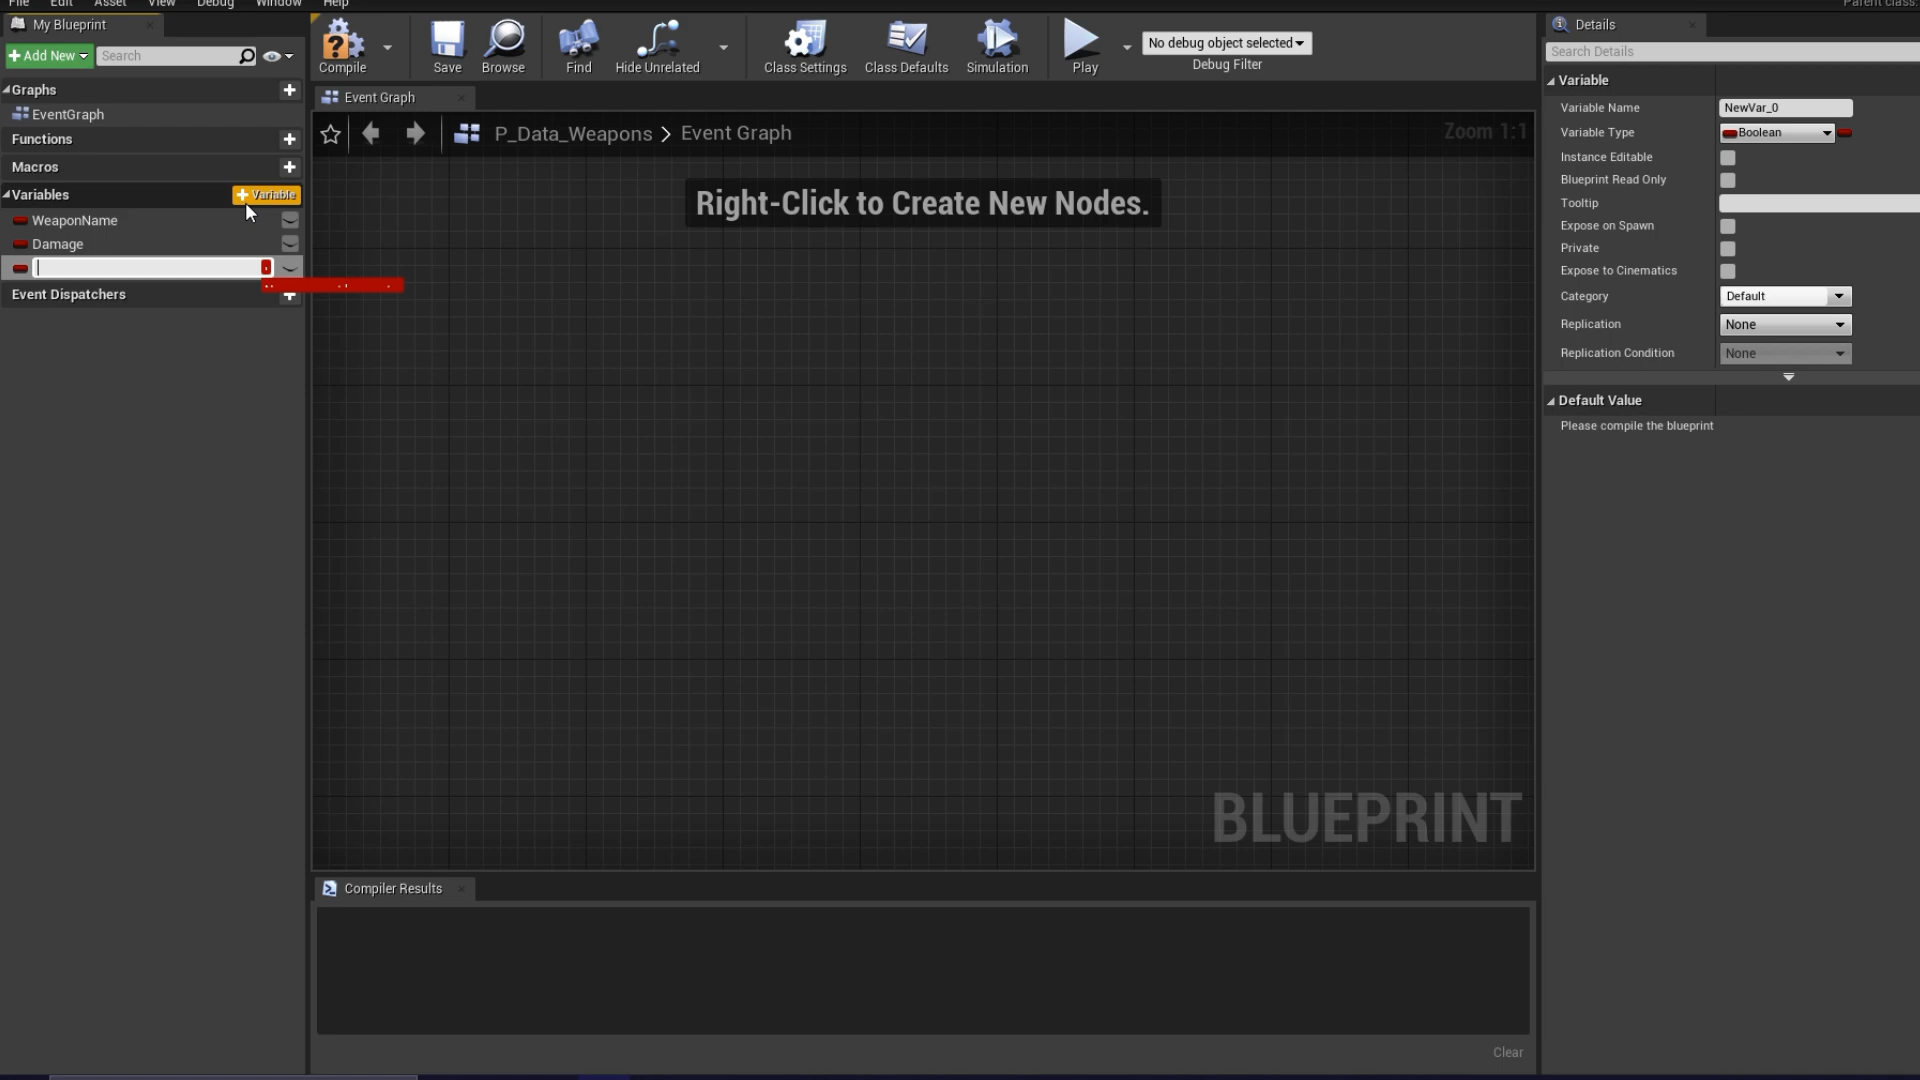 File Edit Asset View Debug Window Help
Parent class:
My Blueprint
Details
Add New
Search
Compile
Save
Browse
Find
Hide Unrelated
Class Settings
Class Defaults
Simulation
Play
No debug object selected
Debug Filter
Search Details
Graphs
EventGraph
Functions
Macros
Variables
Variable
WeaponName
Damage
Event Dispatchers
Event Graph
P_Data_Weapons > Event Graph
Zoom 1:1
Right-Click to Create New Nodes.
BLUEPRINT
Compiler Results
Clear
Variable
Variable Name NewVar_0
Variable Type Boolean
Instance Editable
Blueprint Read Only
Tooltip
Expose on Spawn
Private
Expose to Cinematics
Category Default
Replication None
Replication Condition None
Default Value
Please compile the blueprint